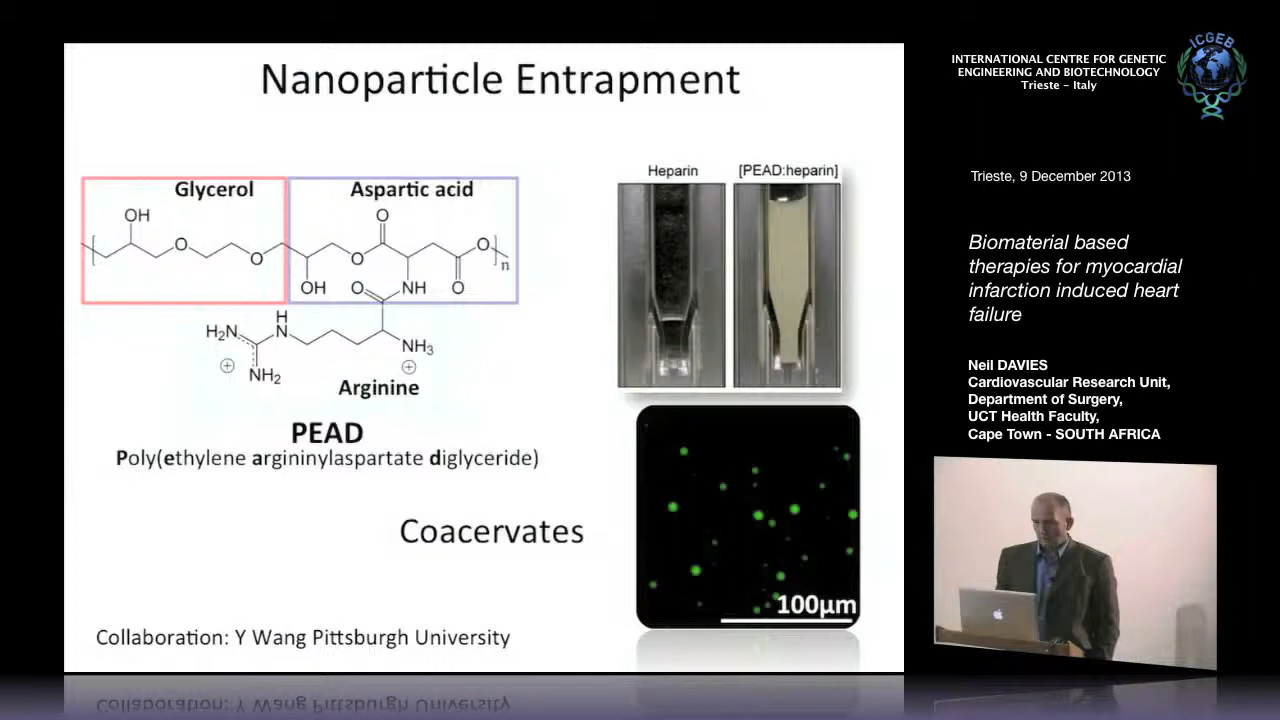 Nanoparticle Entrapment
Glycerol
Aspartic acid
OH
O
O
OH
O
O
O
NH
O
O
n
H
H₂N
N
NH₂
NH₃
Arginine
PEAD
Poly(ethylene argininylaspartate diglyceride)
Coacervates
Collaboration: Y Wang Pittsburgh University
Heparin
[PEAD:heparin]
100µm
INTERNATIONAL CENTRE FOR GENETIC
ENGINEERING AND BIOTECHNOLOGY
Trieste - Italy
ICGEB
Trieste, 9 December 2013
Biomaterial based
therapies for myocardial
infarction induced heart
failure
Neil DAVIES
Cardiovascular Research Unit,
Department of Surgery,
UCT Health Faculty,
Cape Town - SOUTH AFRICA